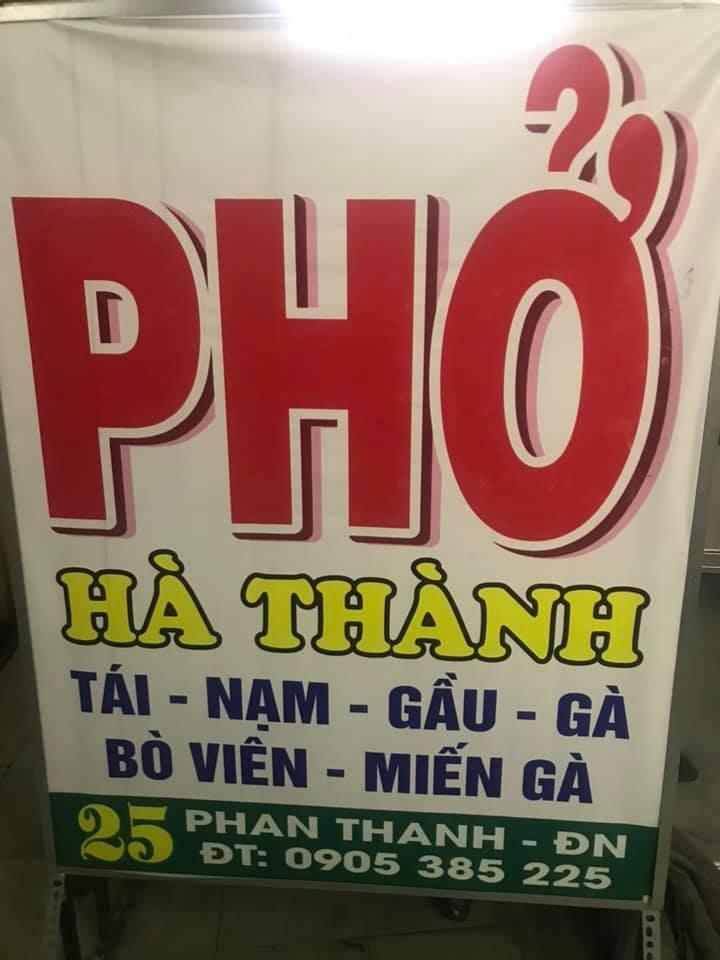 PHỞ
HÀ THÀNH
TÁI - NẠM - GẦU - GÀ
BÒ VIÊN - MIẾN GÀ
25 PHAN THANH - ĐN
ĐT: 0905 385 225